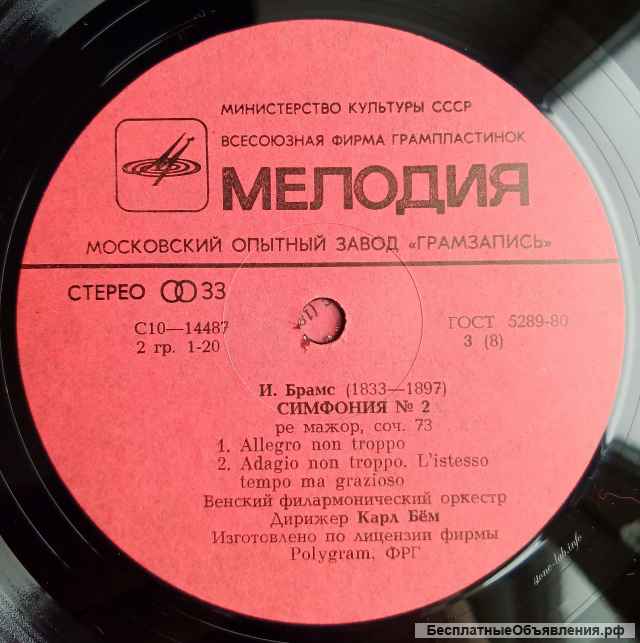 МИНИСТЕРСТВО КУЛЬТУРЫ СССР
ВСЕСОЮЗНАЯ ФИРМА ГРАМПЛАСТИНОК
МЕЛОДИЯ
МОСКОВСКИЙ ОПЫТНЫЙ ЗАВОД «ГРАМЗАПИСЬ»
СТЕРЕО 33
С10—14487
ГОСТ 5289-80
2 гр. 1-20
3 (8)
И. Брамс (1833—1897)
СИМФОНИЯ № 2
ре мажор, соч. 73
1. Allegro non troppo
2. Adagio non troppo. L'istesso
tempo ma grazioso
Венский филармонический оркестр
Дирижер Карл Бём
Изготовлено по лицензии фирмы
Polygram, ФРГ
stone-lab.info
БесплатныеОбъявления.рф